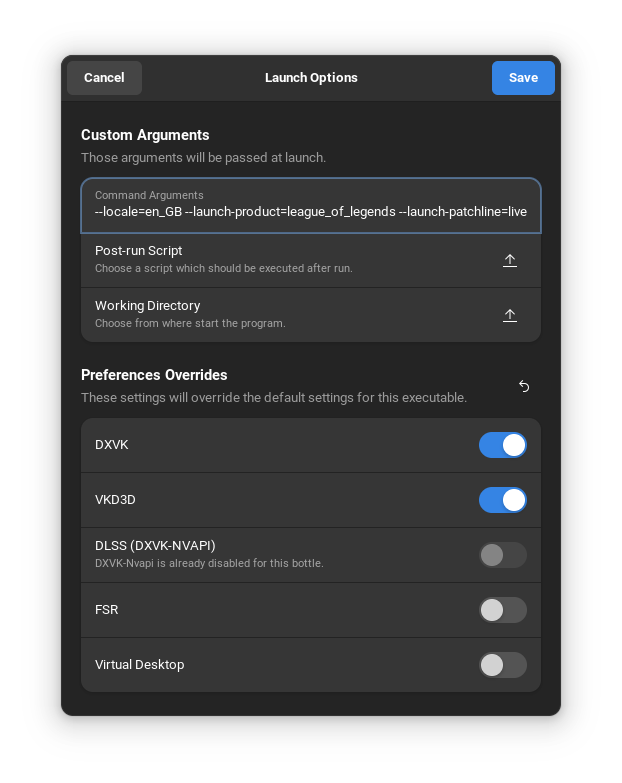 Cancel
Launch Options
Save
Custom Arguments
Those arguments will be passed at launch.
Command Arguments
--locale=en_GB --launch-product=league_of_legends --launch-patchline=live
Post-run Script
Choose a script which should be executed after run.
Working Directory
Choose from where start the program.
Preferences Overrides
These settings will override the default settings for this executable.
DXVK
VKD3D
DLSS (DXVK-NVAPI)
DXVK-Nvapi is already disabled for this bottle.
FSR
Virtual Desktop